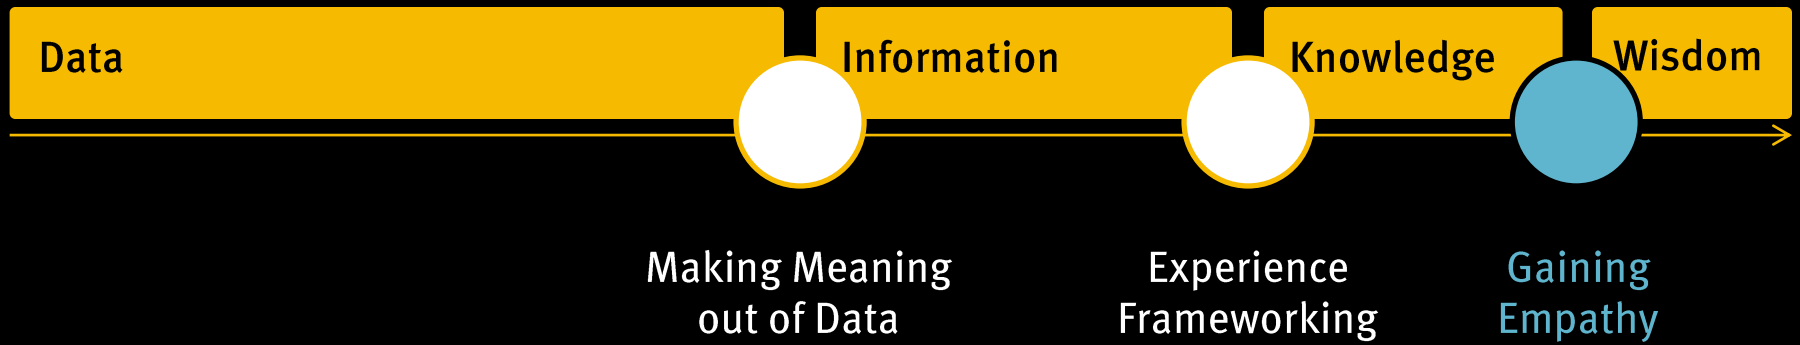 Data
Information
Knowledge
Wisdom
Making Meaning
out of Data
Experience
Frameworking
Gaining
Empathy